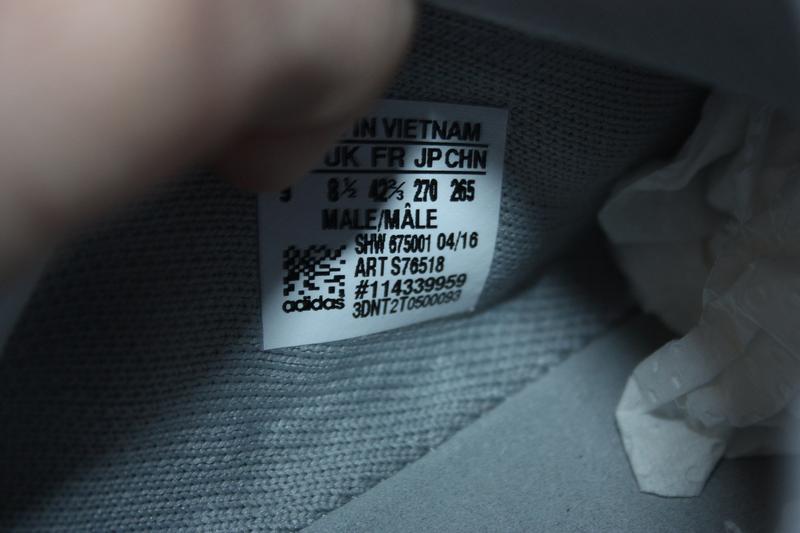 IN VIETNAM
UK FR JP CHN
9 8½ 42⅔ 270 265
MALE/MÂLE
SHW 675001 04/16
ART S76518
#114339959
adidas 3DNT2T0500093